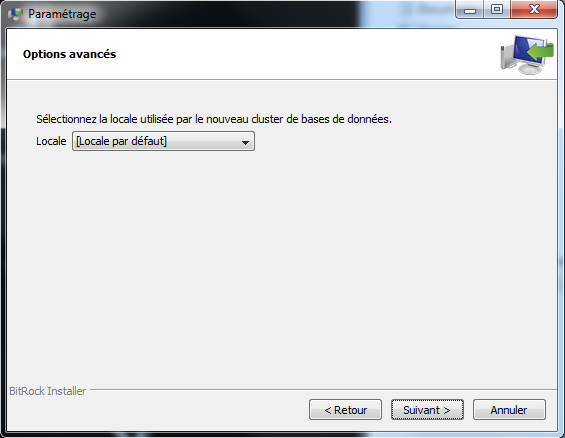 Paramétrage
Options avancés
Sélectionnez la locale utilisée par le nouveau cluster de bases de données.
Locale [Locale par défaut]
BitRock Installer
< Retour Suivant > Annuler